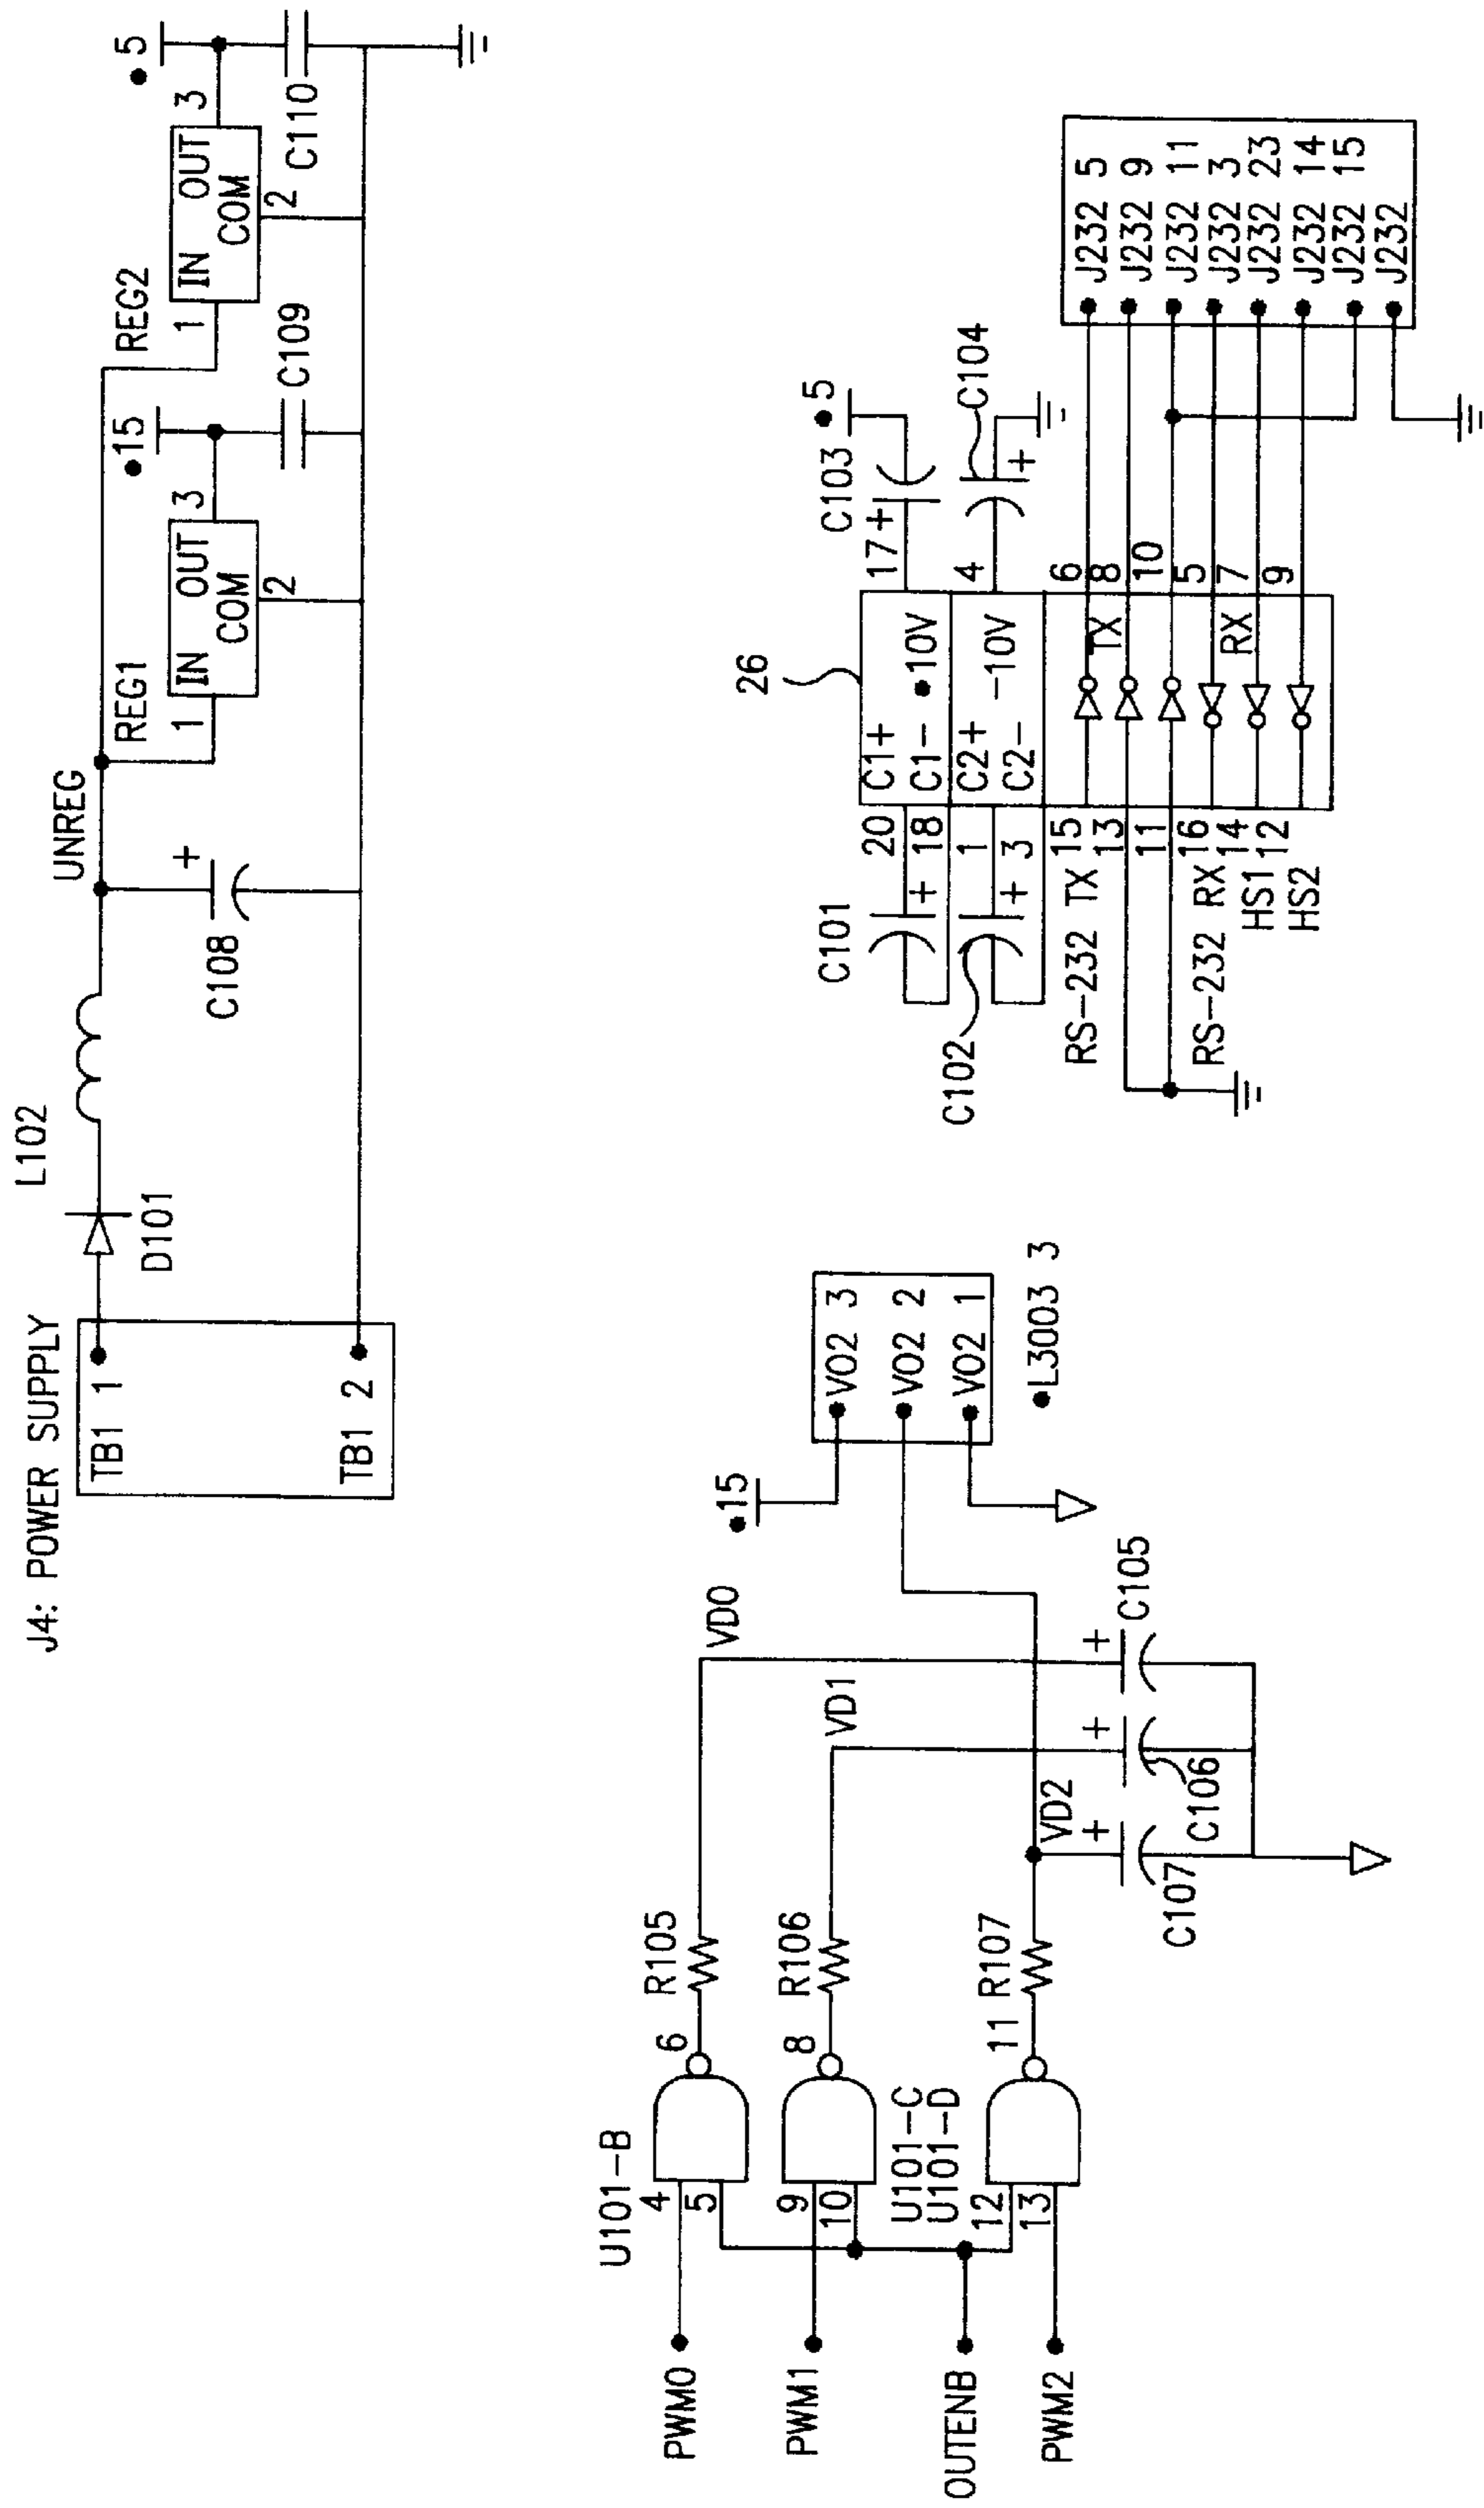 J4: POWER SUPPLY
TB1 1
TB1 2
D101
L102
C108
+
UNREG
REG1
1
IN OUT
COM
3
2
•15
C109
REG2
1
IN OUT
COM
3
2
•5
C110
PWM0
PWM1
OUTENB
PWM2
U101-B
4
5
6
R105
9
10
8
R106
U101-C
U101-D
12
13
11
R107
VD0
VD1
VD2
+
+
+
C107
C106
C105
•15
VO2 3
VO2 2
VO2 1
•L3003 3
26
C101
C102
+
+
20
18
1
3
C1+
C1- •10V
C2+
C2- -10V
17
+
C103
•5
4
+
C104
RS-232 TX 15
13
11
RS-232 RX 16
HS1 14
HS2 12
TX
RX
6
8
10
5
7
9
J232 5
J232 9
J232 11
J232 3
J232 23
J232 14
J232 15
J232